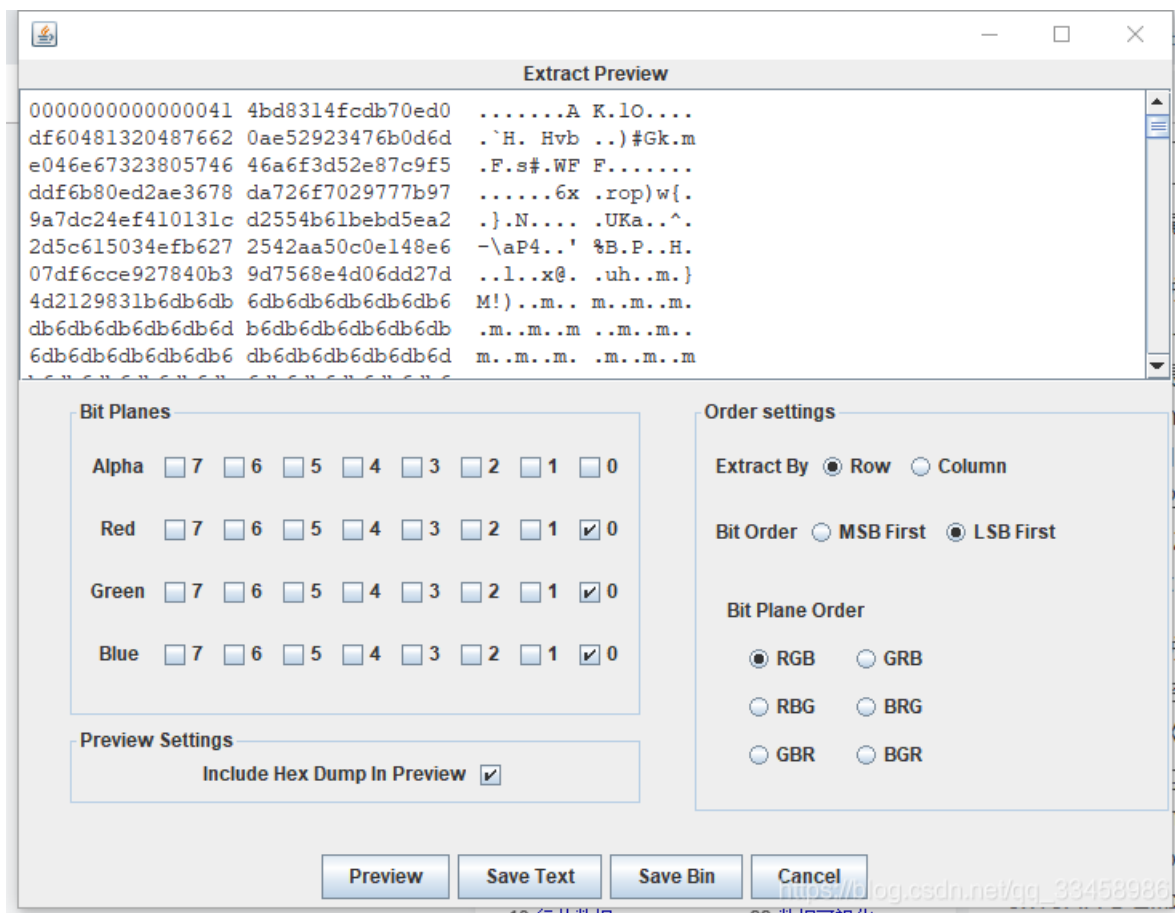 Extract Preview
0000000000000041 4bd8314fcdb70ed0 .......A K.1O....
df60481320487662 0ae52923476b0d6d .`H. Hvb ..)#Gk.m
e046e67323805746 46a6f3d52e87c9f5 .F.s#.WF F.......
ddf6b80ed2ae3678 da726f7029777b97 ......6x .rop)w{.
9a7dc24ef410131c d2554b61bebd5ea2 .}.N.... .UKa..^.
2d5c615034efb627 2542aa50c0e148e6 -\aP4..' %B.P..H.
07df6cce927840b3 9d7568e4d06dd27d ..l..x@. .uh..m.}
4d2129831b6db6db 6db6db6db6db6db6 M!)..m.. m..m..m.
db6db6db6db6db6d b6db6db6db6db6db .m..m..m ..m..m..
6db6db6db6db6db6 db6db6db6db6db6d m..m..m. .m..m..m
Bit Planes
Alpha 7 6 5 4 3 2 1 0
Red 7 6 5 4 3 2 1 0
Green 7 6 5 4 3 2 1 0
Blue 7 6 5 4 3 2 1 0
Preview Settings
Include Hex Dump In Preview
Order settings
Extract By Row Column
Bit Order MSB First LSB First
Bit Plane Order
RGB GRB
RBG BRG
GBR BGR
Preview Save Text Save Bin Cancel
https://blog.csdn.net/qq_33458986